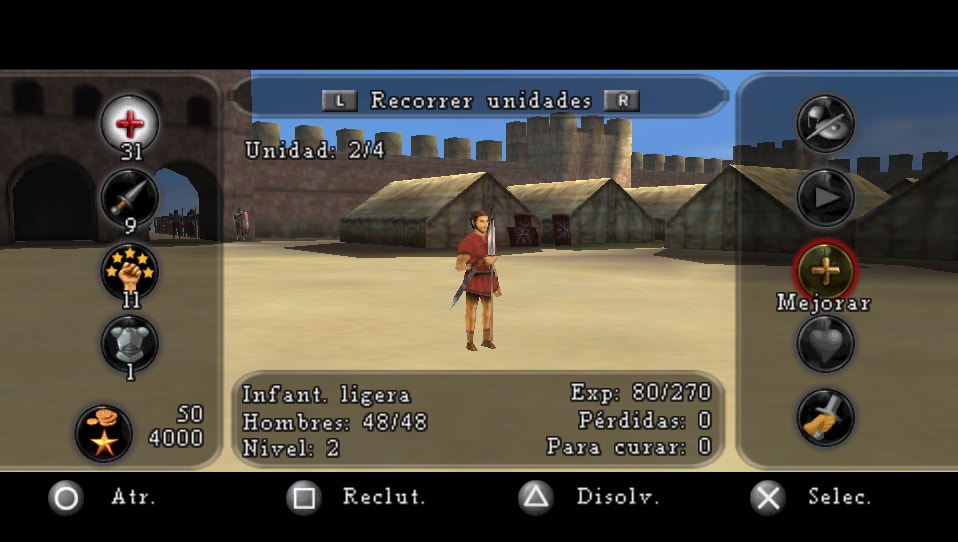 L Recorrer unidades R
Unidad: 2/4
31
9
11
1
50
4000
Mejorar
Infant. ligera
Hombres: 48/48
Nivel: 2
Exp: 80/270
Pérdidas: 0
Para curar: 0
Atr.
Reclut.
Disolv.
Selec.